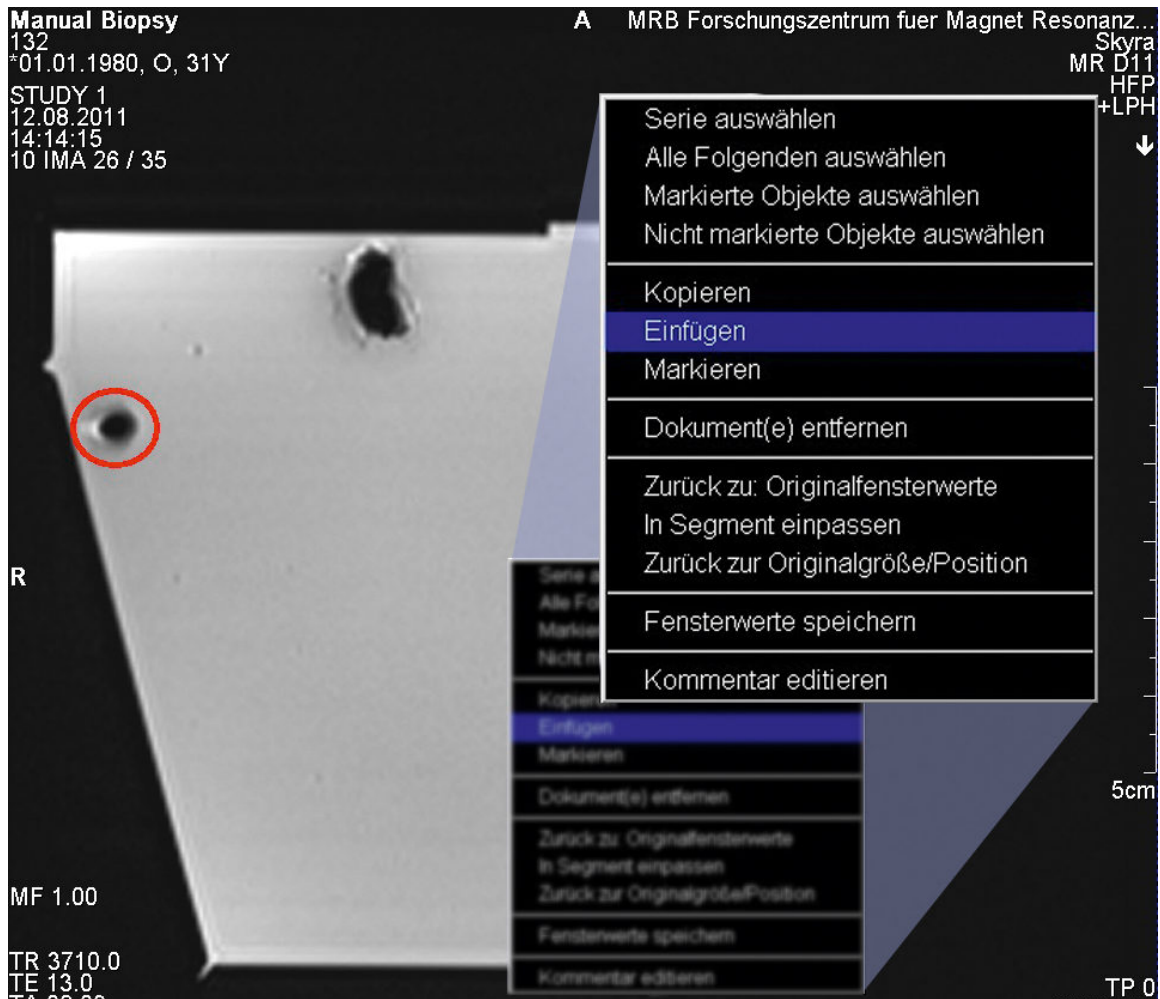 Manual Biopsy
132
*01.01.1980, O, 31Y
STUDY 1
12.08.2011
14:14:15
10 IMA 26 / 35
A
MRB Forschungszentrum fuer Magnet Resonanz...
Skyra
MR D11
HFP
+LPH
Serie auswählen
Alle Folgenden auswählen
Markierte Objekte auswählen
Nicht markierte Objekte auswählen
Kopieren
Einfügen
Markieren
Dokument(e) entfernen
Zurück zu: Originalfensterwerte
In Segment einpassen
Zurück zur Originalgröße/Position
Fensterwerte speichern
Kommentar editieren
R
Serie
Alle
Kopieren
Einfügen
Markieren
Dokument(e) entfernen
Zurück zu: Originalfensterwerte
In Segment einpassen
Zurück zur Originalgröße/Position
Fensterwerte speichern
Kommentar editieren
5cm
MF 1.00
TR 3710.0
TE 13.0
TP 0